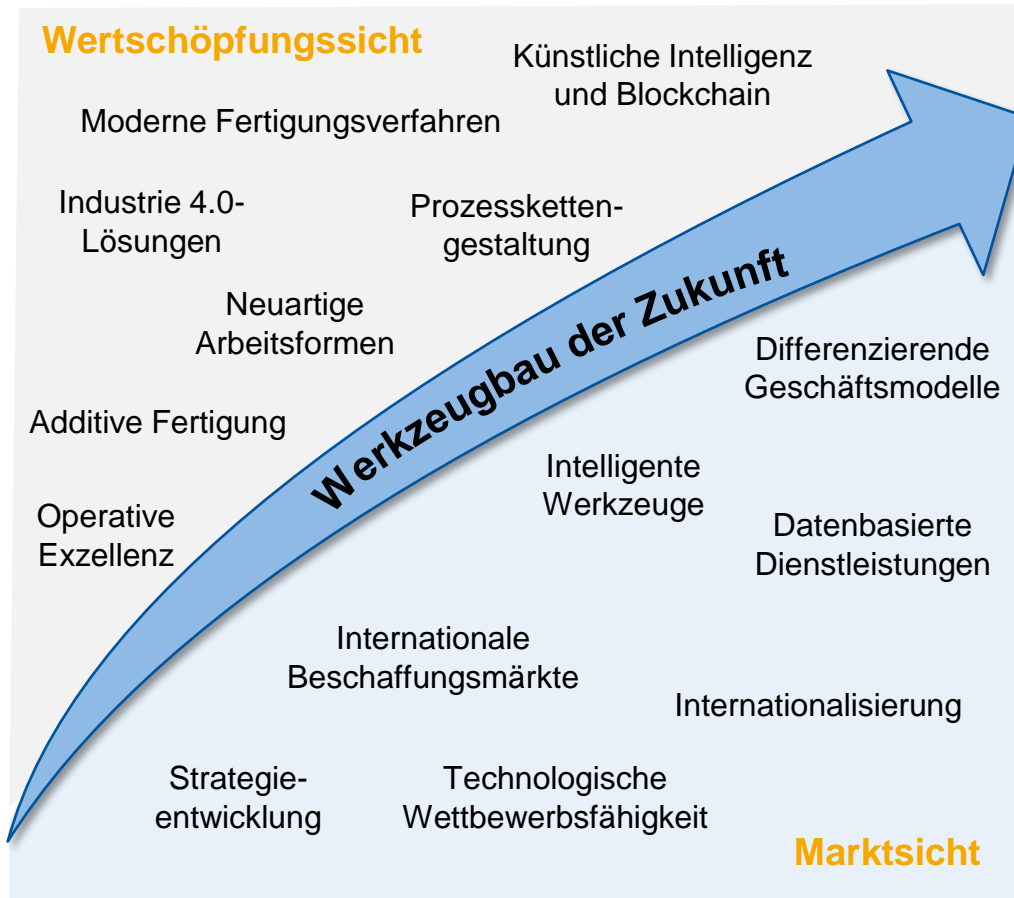 Wertschöpfungssicht
Künstliche Intelligenz
und Blockchain
Moderne Fertigungsverfahren
Industrie 4.0-
Lösungen
Prozessketten-
gestaltung
Neuartige
Arbeitsformen
Additive Fertigung
Operative
Exzellenz
Werkzeugbau der Zukunft
Differenzierende
Geschäftsmodelle
Intelligente
Werkzeuge
Datenbasierte
Dienstleistungen
Internationale
Beschaffungsmärkte
Internationalisierung
Strategie-
entwicklung
Technologische
Wettbewerbsfähigkeit
Marktsicht